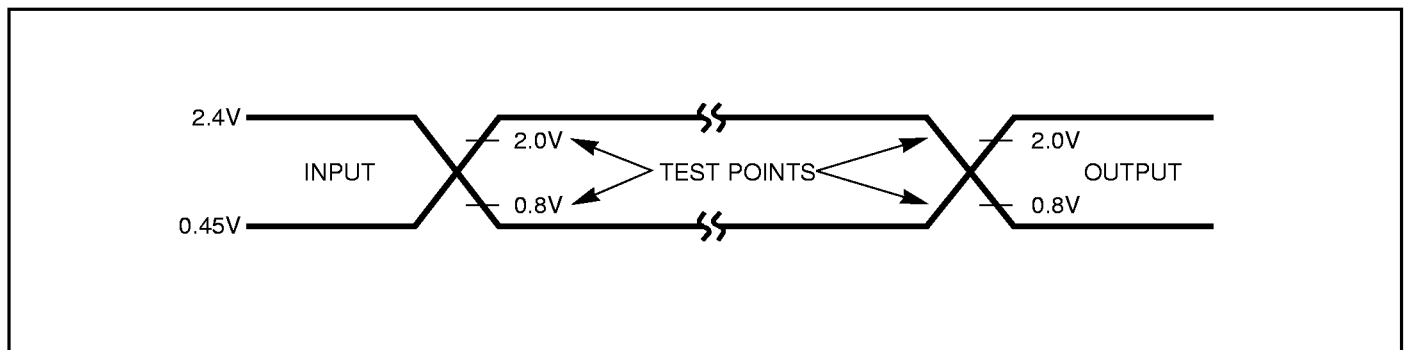 2.4V
2.0V
2.0V
INPUT
TEST POINTS
OUTPUT
0.8V
0.8V
0.45V